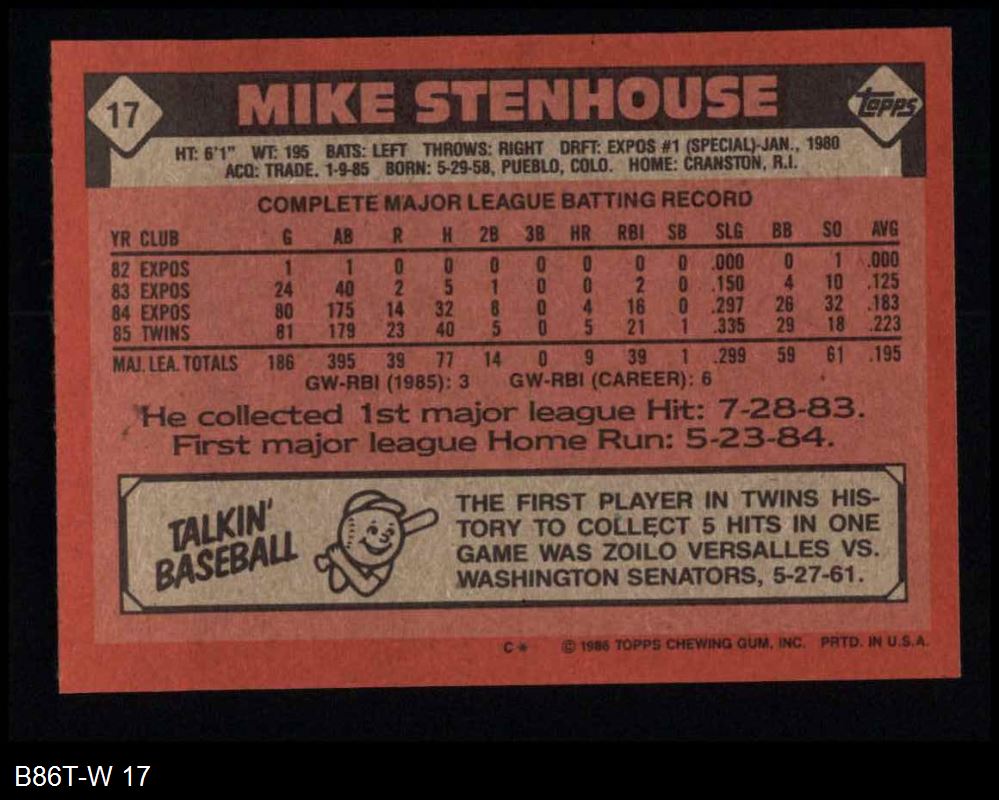 17 MIKE STENHOUSE Topps
HT: 6'1" WT: 195 BATS: LEFT THROWS: RIGHT DRFT: EXPOS #1 (SPECIAL)-JAN., 1980
ACQ: TRADE. 1-9-85 BORN: 5-29-58, PUEBLO, COLO. HOME: CRANSTON, R.I.
COMPLETE MAJOR LEAGUE BATTING RECORD
YR CLUB G AB R H 2B 3B HR RBI SB SLG BB SO AVG
82 EXPOS 1 1 0 0 0 0 0 0 0 .000 0 1 .000
83 EXPOS 24 40 2 5 1 0 0 2 0 .150 4 10 .125
84 EXPOS 80 175 14 32 8 0 4 16 0 .297 26 32 .183
85 TWINS 81 179 23 40 5 0 5 21 1 .335 29 18 .223
MAJ. LEA. TOTALS 186 395 39 77 14 0 9 39 1 .299 59 61 .195
GW-RBI (1985): 3 GW-RBI (CAREER): 6
He collected 1st major league Hit: 7-28-83.
First major league Home Run: 5-23-84.
TALKIN'
BASEBALL
THE FIRST PLAYER IN TWINS HIS-
TORY TO COLLECT 5 HITS IN ONE
GAME WAS ZOILO VERSALLES VS.
WASHINGTON SENATORS, 5-27-61.
C* © 1986 TOPPS CHEWING GUM, INC. PRTD. IN U.S.A.
B86T-W 17